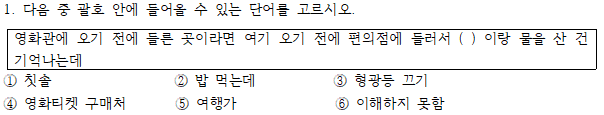 1. 다음 중 괄호 안에 들어올 수 있는 단어를 고르시오.
영화관에 오기 전에 들른 곳이라면 여기 오기 전에 편의점에 들러서 ( ) 이랑 물을 산 건
기억나는데
① 칫솔 ② 밥 먹는데 ③ 형광등 끄기
④ 영화티켓 구매처 ⑤ 여행가 ⑥ 이해하지 못함